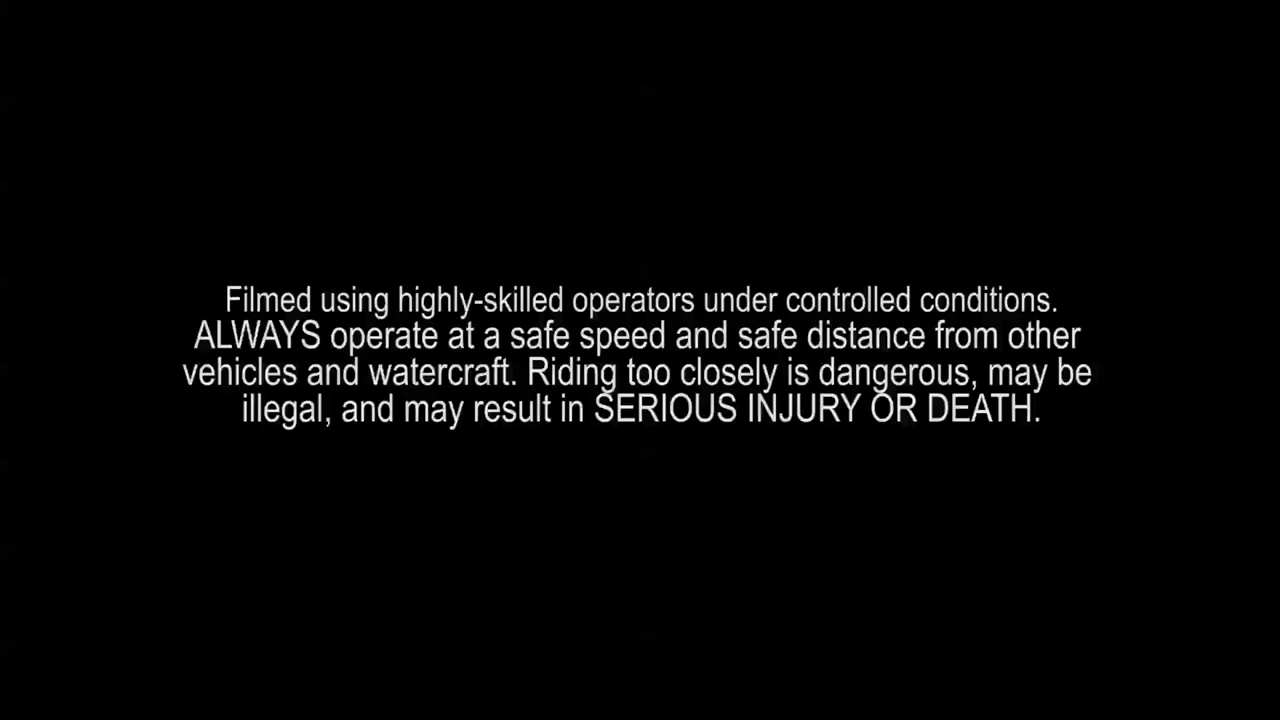 Filmed using highly-skilled operators under controlled conditions.
ALWAYS operate at a safe speed and safe distance from other
vehicles and watercraft. Riding too closely is dangerous, may be
illegal, and may result in SERIOUS INJURY OR DEATH.